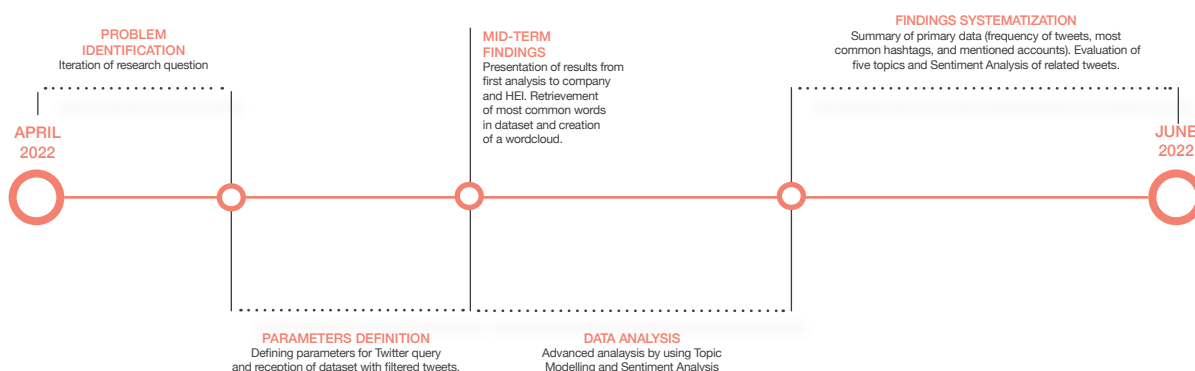 PROBLEM
IDENTIFICATION
Iteration of research question
MID-TERM
FINDINGS
Presentation of results from
first analysis to company
and HEI. Retrievement
of most common words
in dataset and creation
of a wordcloud.
FINDINGS SYSTEMATIZATION
Summary of primary data (frequency of tweets, most
common hashtags, and mentioned accounts). Evaluation of
five topics and Sentiment Analysis of related tweets.
APRIL
2022
JUNE
2022
PARAMETERS DEFINITION
Defining parameters for Twitter query
and reception of dataset with filtered tweets.
DATA ANALYSIS
Advanced analaysis by using Topic
Modelling and Sentiment Analysis